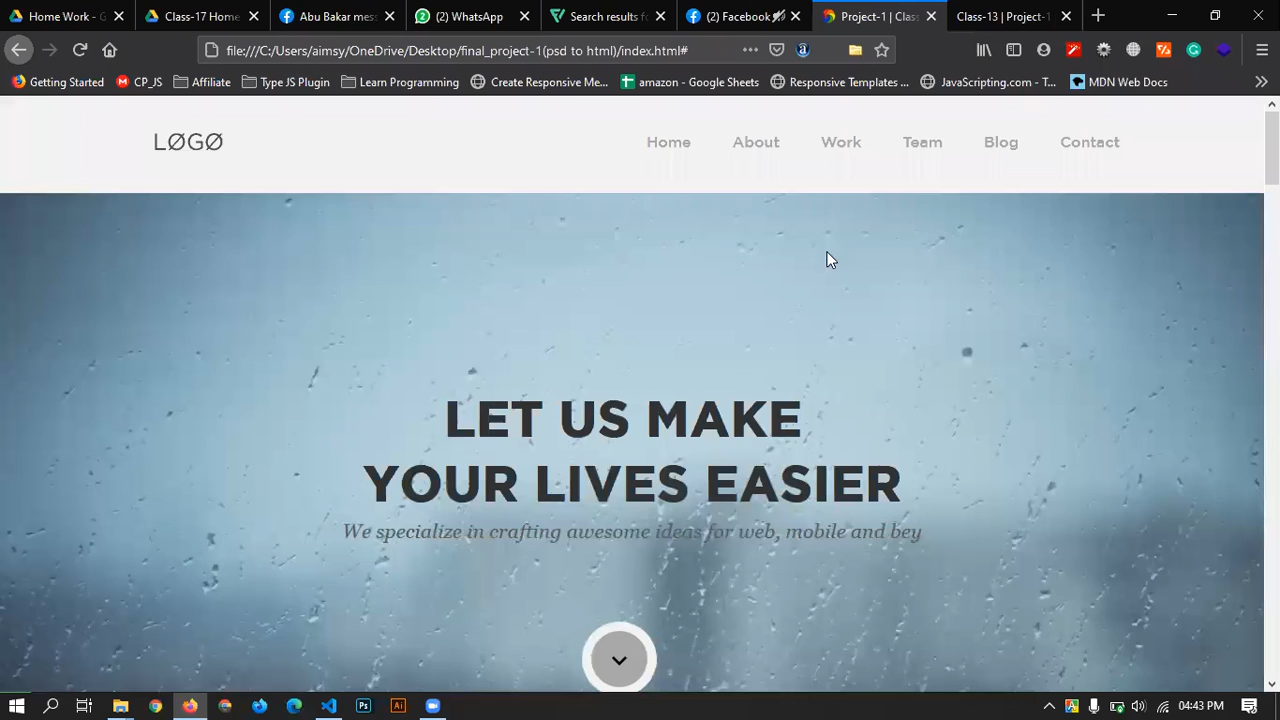 Home Work - G
Class-17 Home
Abu Bakar mes
(2) WhatsApp
Search results f
(2) Facebook
Project-1 | Clas
Class-13 | Project-1
file:///C:/Users/aimsy/OneDrive/Desktop/final_project-1(psd to html)/index.html#
Getting Started
CP_JS
Affiliate
Type JS Plugin
Learn Programming
Create Responsive Me...
amazon - Google Sheets
Responsive Templates ...
JavaScripting.com - T...
MDN Web Docs
LØGØ
Home
About
Work
Team
Blog
Contact
LET US MAKE
YOUR LIVES EASIER
We specialize in crafting awesome ideas for web, mobile and bey
Ps
Ai
04:43 PM